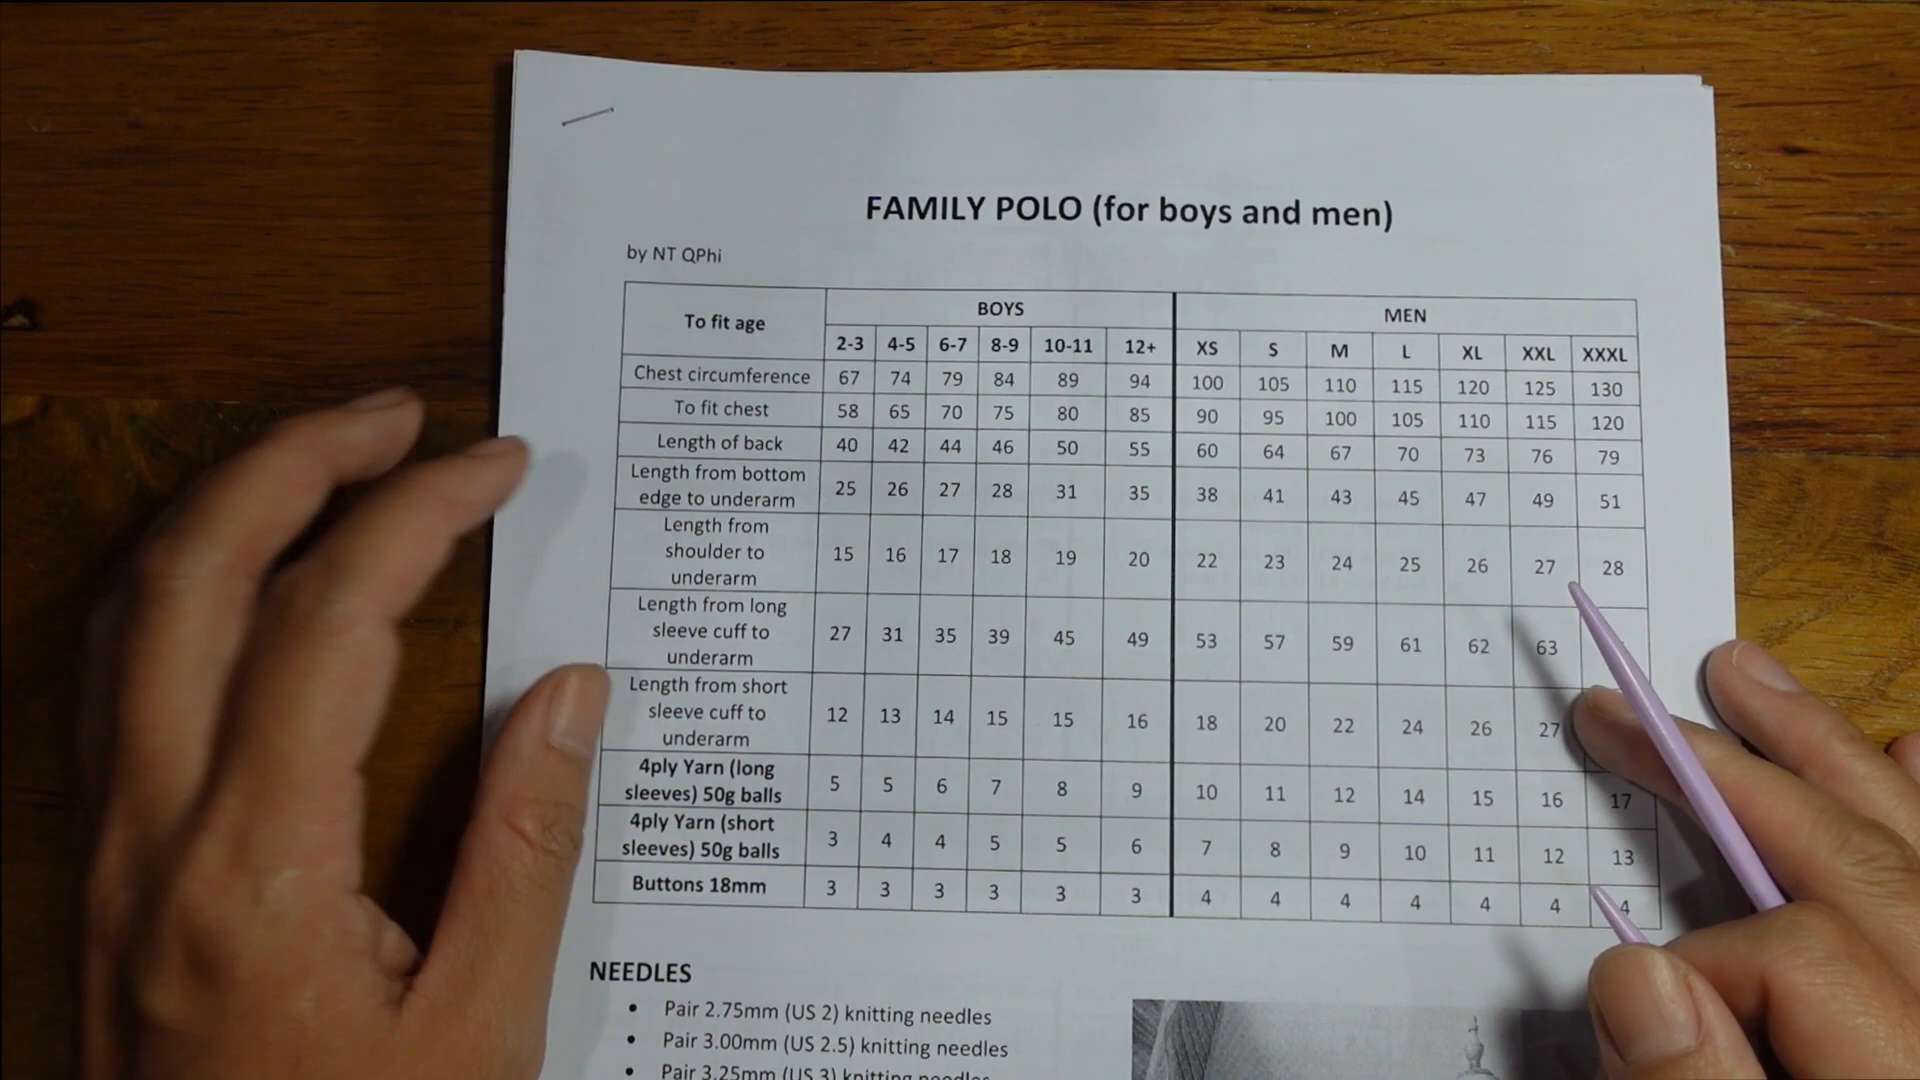 FAMILY POLO (for boys and men)
by NT QPhi
To fit age BOYS MEN
2-3 4-5 6-7 8-9 10-11 12+ XS S M L XL XXL XXXL
Chest circumference 67 74 79 84 89 94 100 105 110 115 120 125 130
To fit chest 58 65 70 75 80 85 90 95 100 105 110 115 120
Length of back 40 42 44 46 50 55 60 64 67 70 73 76 79
Length from bottom
edge to underarm 25 26 27 28 31 35 38 41 43 45 47 49 51
Length from
shoulder to
underarm 15 16 17 18 19 20 22 23 24 25 26 27 28
Length from long
sleeve cuff to
underarm 27 31 35 39 45 49 53 57 59 61 62 63
Length from short
sleeve cuff to
underarm 12 13 14 15 15 16 18 20 22 24 26 27
4ply Yarn (long
sleeves) 50g balls 5 5 6 7 8 9 10 11 12 14 15 16 17
4ply Yarn (short
sleeves) 50g balls 3 4 4 5 5 6 7 8 9 10 11 12 13
Buttons 18mm 3 3 3 3 3 3 4 4 4 4 4 4 4
NEEDLES
• Pair 2.75mm (US 2) knitting needles
• Pair 3.00mm (US 2.5) knitting needles
• Pair 3.25mm (US 3) knitting needles